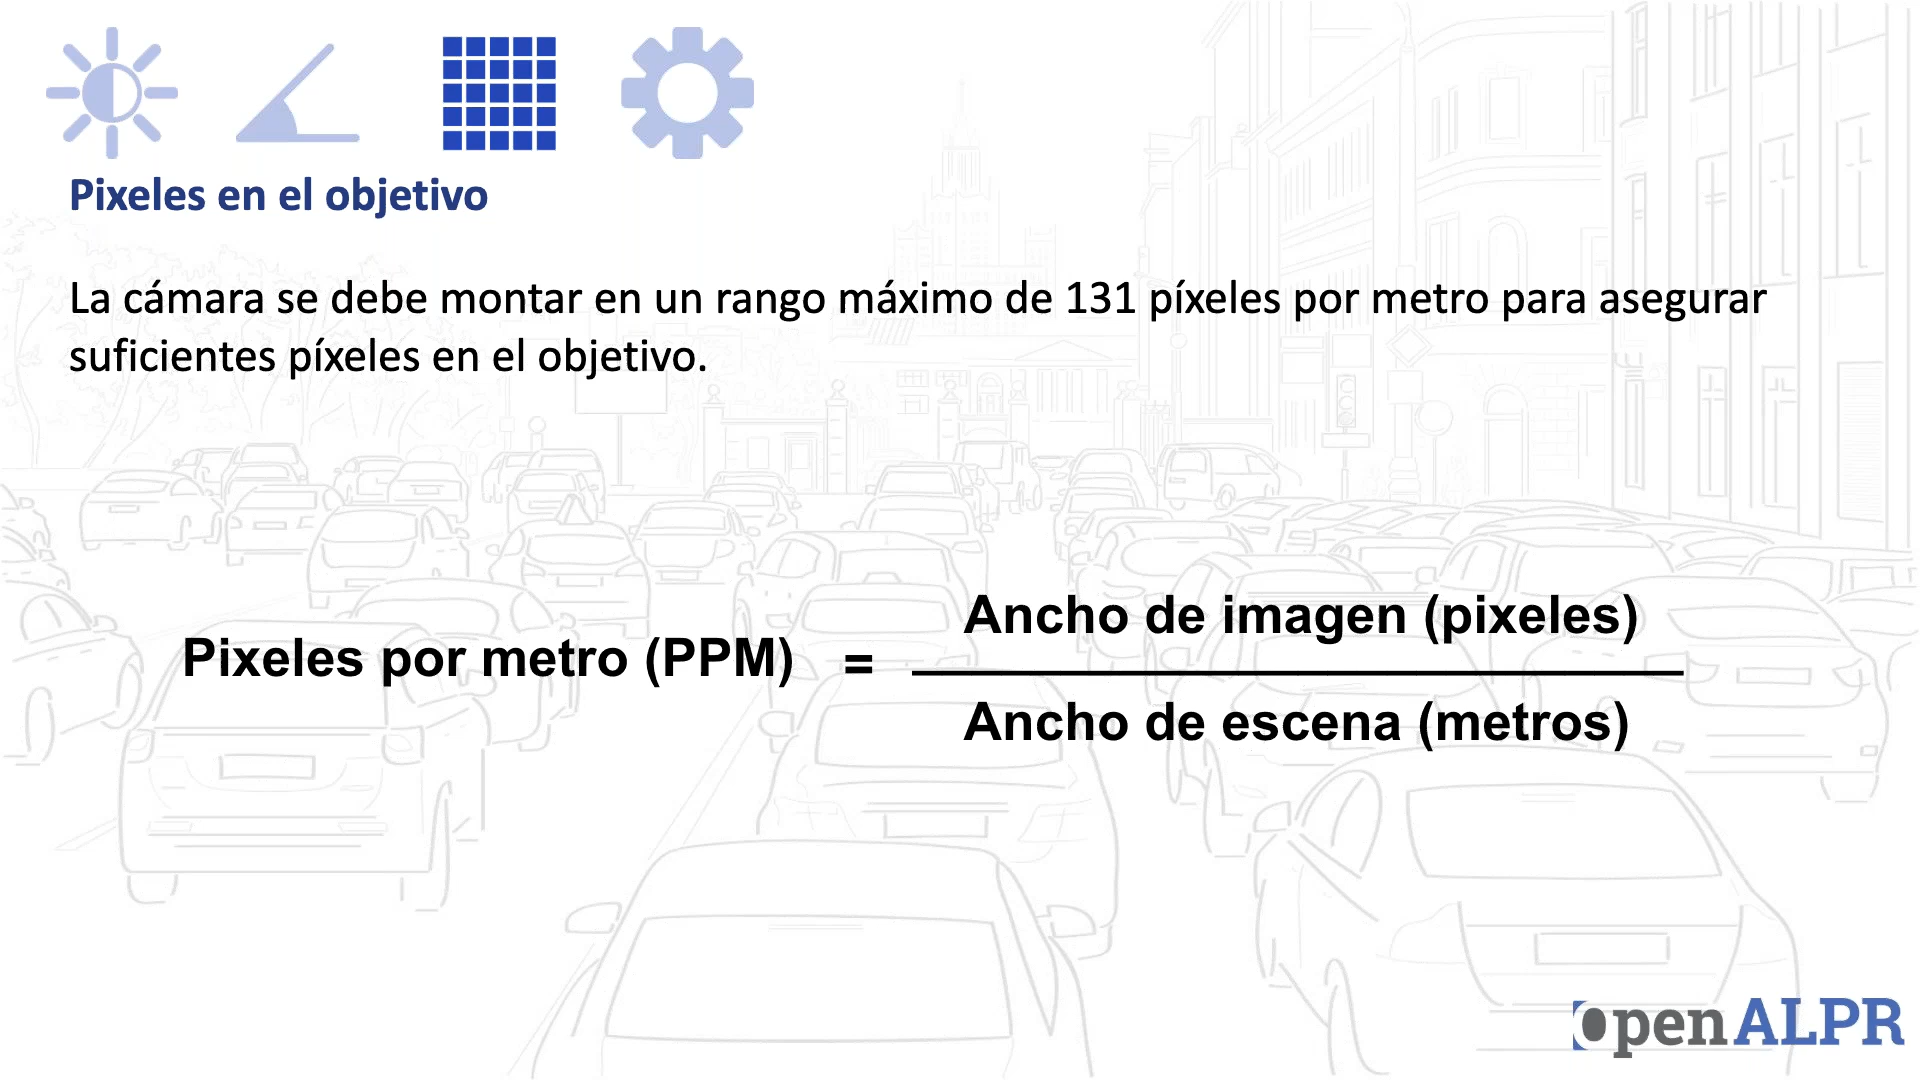 Pixeles en el objetivo
La cámara se debe montar en un rango máximo de 131 píxeles por metro para asegurar
suficientes píxeles en el objetivo.
Pixeles por metro (PPM) =
Ancho de imagen (pixeles)
Ancho de escena (metros)
openALPR